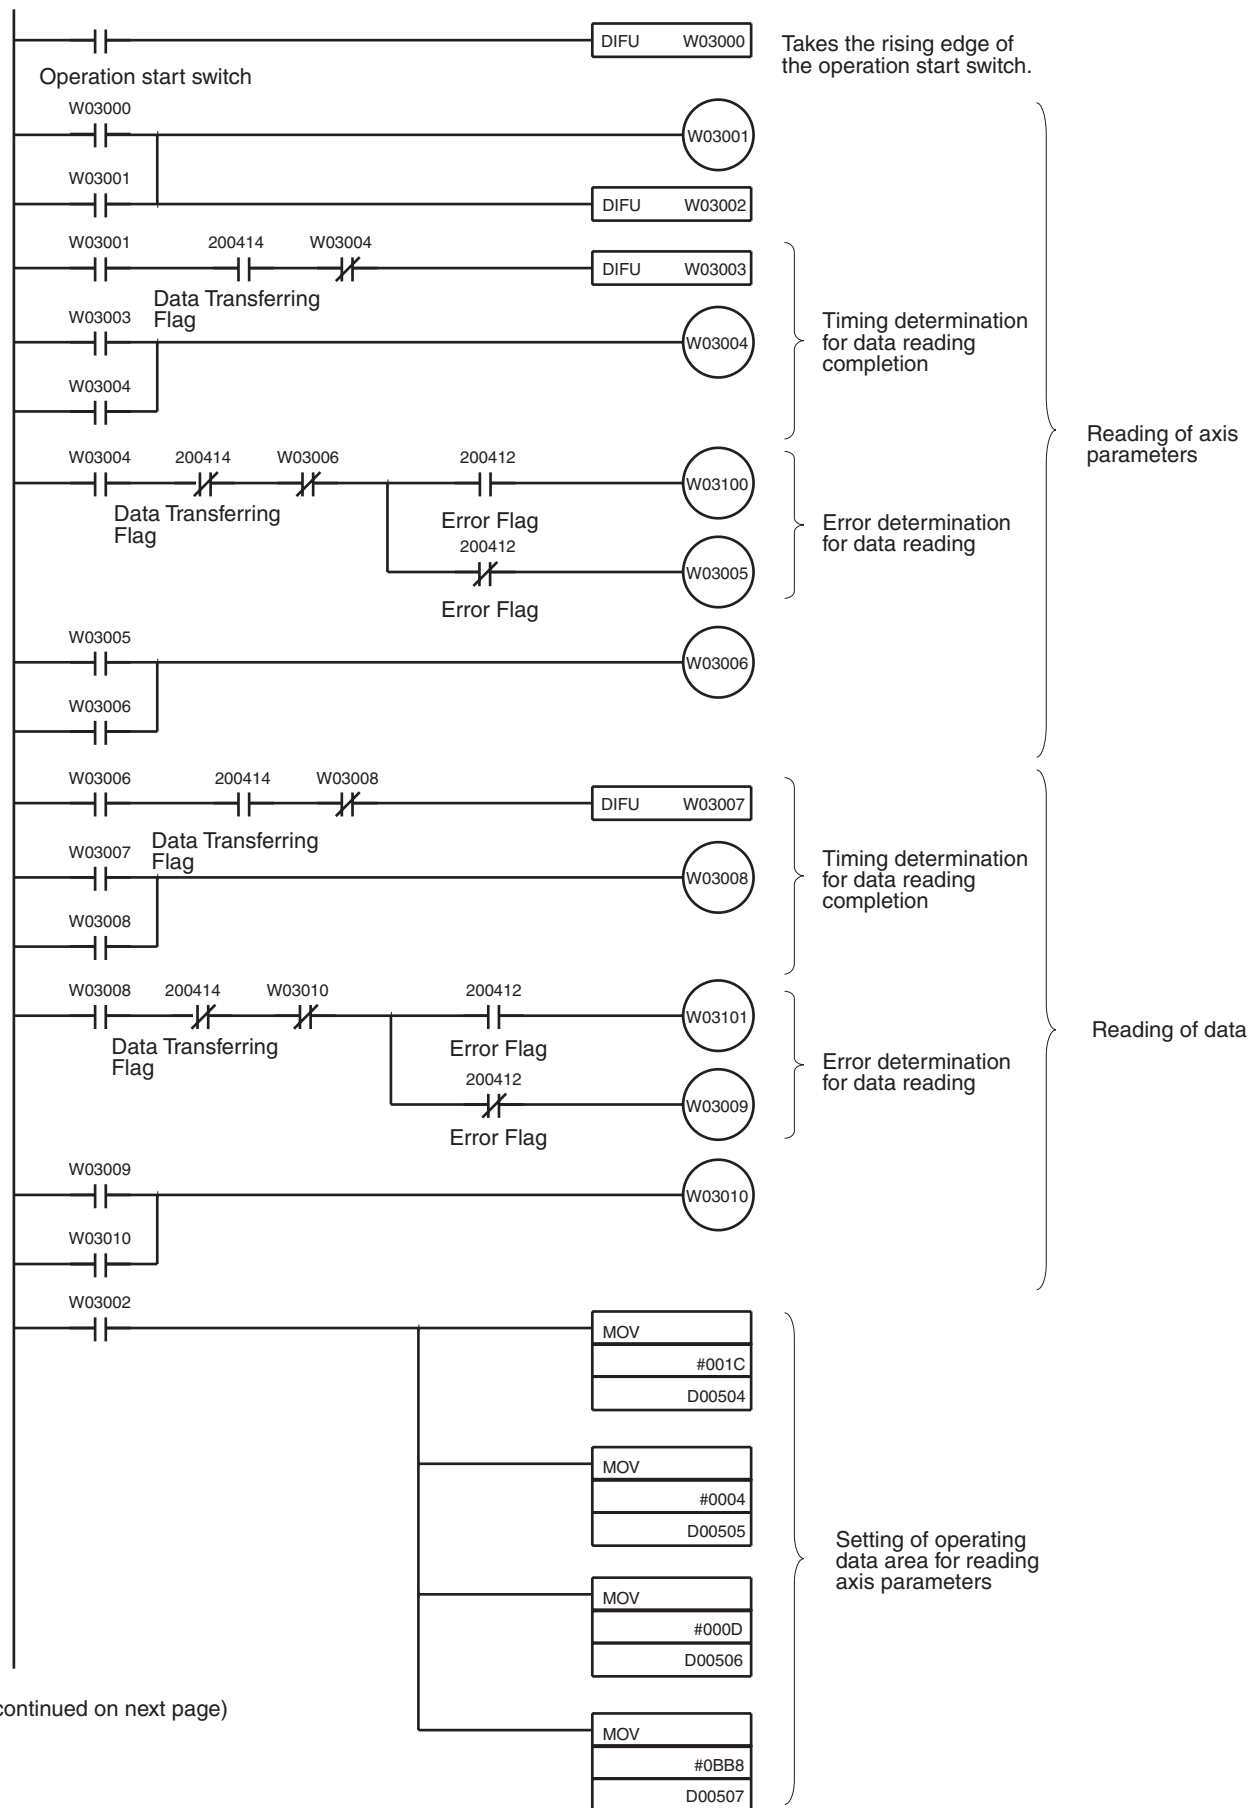 DIFU W03000
Takes the rising edge of
the operation start switch.
Operation start switch
W03000
W03001
W03001
DIFU W03002
W03001 200414 W03004
DIFU W03003
Data Transferring
Flag
W03003
W03004
W03004
Timing determination
for data reading
completion
W03004 200414 W03006 200412
W03100
Data Transferring
Flag
Error Flag
200412
W03005
Error Flag
Error determination
for data reading
Reading of axis
parameters
W03005
W03006
W03006
W03006 200414 W03008
DIFU W03007
Data Transferring
Flag
W03007
W03008
W03008
Timing determination
for data reading
completion
W03008 200414 W03010 200412
W03101
Data Transferring
Flag
Error Flag
200412
W03009
Error Flag
Error determination
for data reading
Reading of data
W03009
W03010
W03010
W03002
MOV
#001C
D00504
MOV
#0004
D00505
MOV
#000D
D00506
MOV
#0BB8
D00507
Setting of operating
data area for reading
axis parameters
continued on next page)